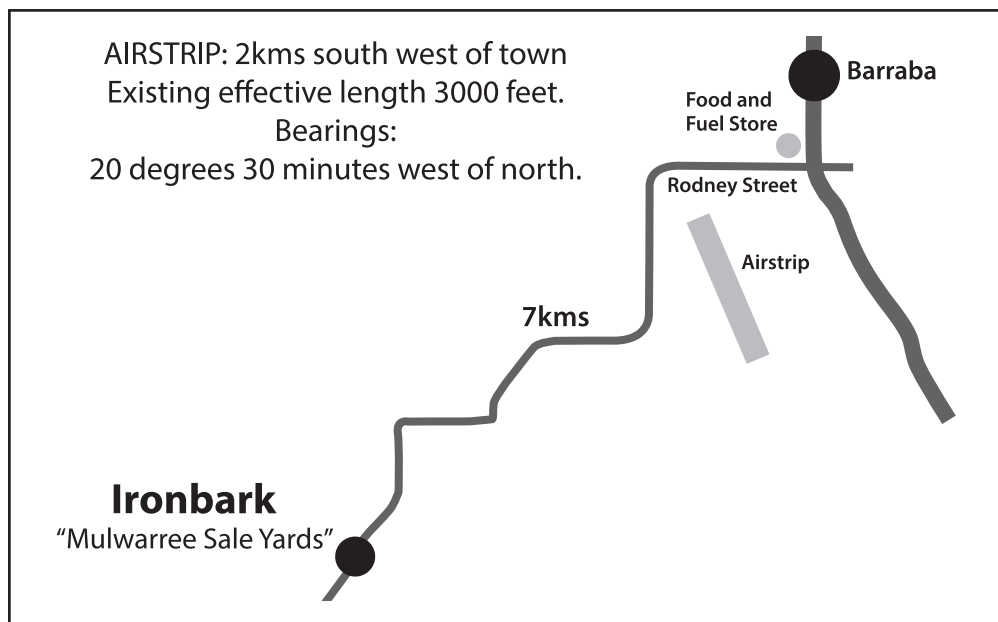 AIRSTRIP: 2kms south west of town
Existing effective length 3000 feet.
Bearings:
20 degrees 30 minutes west of north.
Barraba
Food and
Fuel Store
Rodney Street
Airstrip
7kms
Ironbark
“Mulwarree Sale Yards”